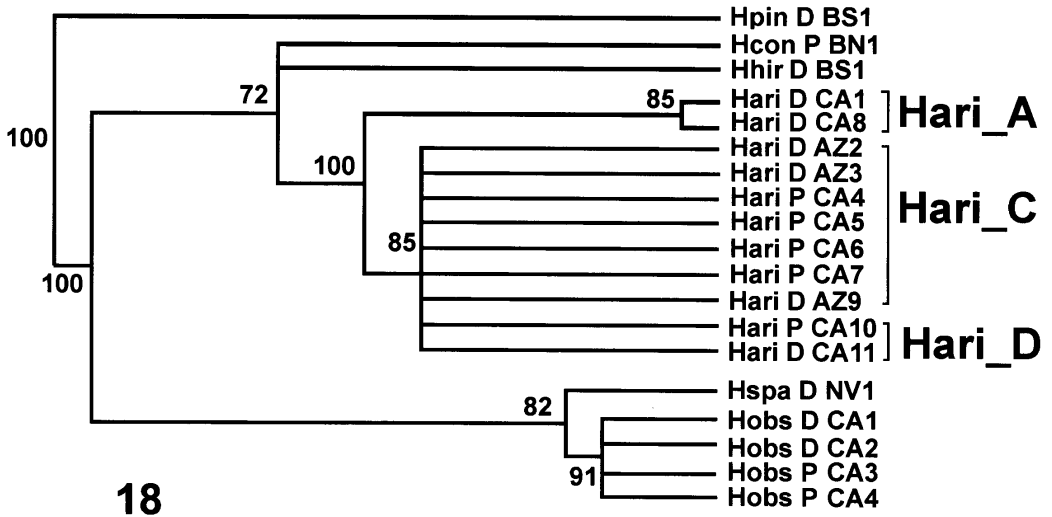 Hpin D BS1
Hcon P BN1
Hhir D BS1
72
85
Hari D CA1
Hari D CA8
Hari_A
100
100
Hari D AZ2
Hari D AZ3
Hari P CA4
Hari P CA5
Hari P CA6
Hari P CA7
Hari D AZ9
Hari_C
85
100
Hari P CA10
Hari D CA11
Hari_D
82
Hspa D NV1
Hobs D CA1
Hobs D CA2
Hobs P CA3
Hobs P CA4
91
18